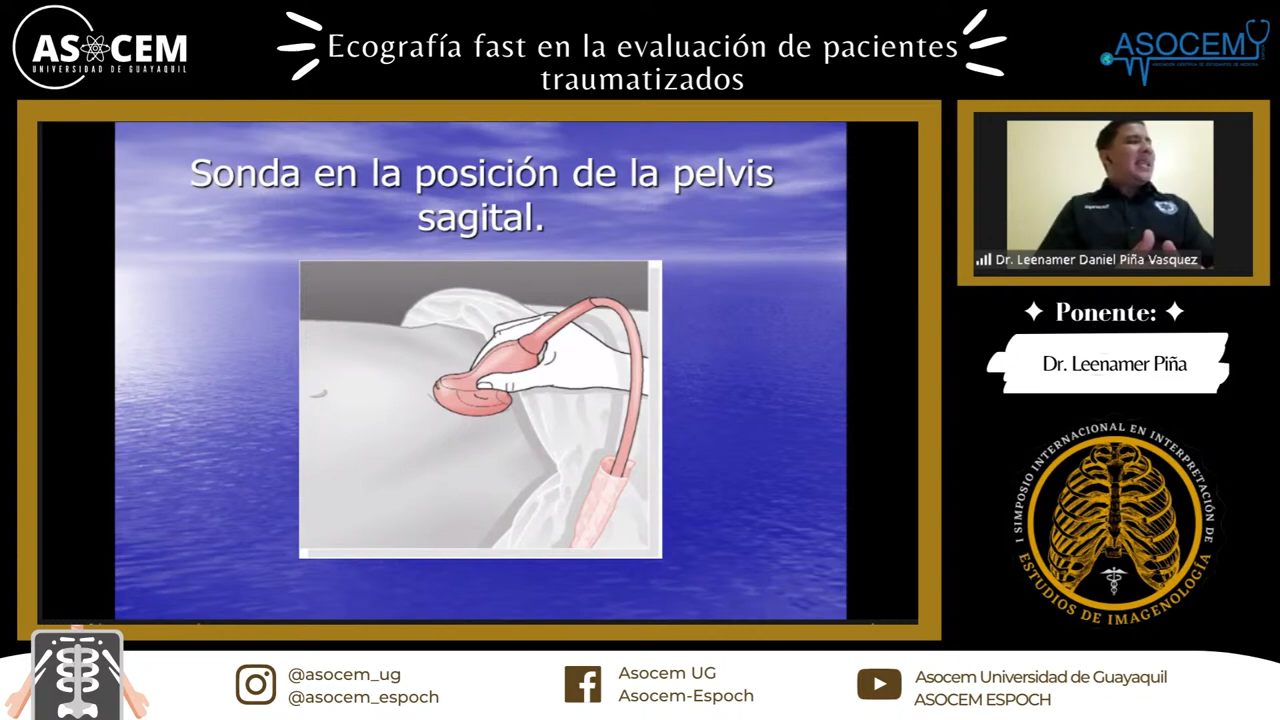 ASOCEM
UNIVERSIDAD DE GUAYAQUIL
Ecografía fast en la evaluación de pacientes
traumatizados
ASOCEM
Sonda en la posición de la pelvis
sagital.
Dr. Leenamer Daniel Piña Vasquez
Ponente:
Dr. Leenamer Piña
I SIMPOSIO INTERNACIONAL EN INTERPRETACIÓN DE
ESTUDIOS DE IMAGENOLOGÍA
@asocem_ug
@asocem_espoch
Asocem UG
Asocem-Espoch
Asocem Universidad de Guayaquil
ASOCEM ESPOCH